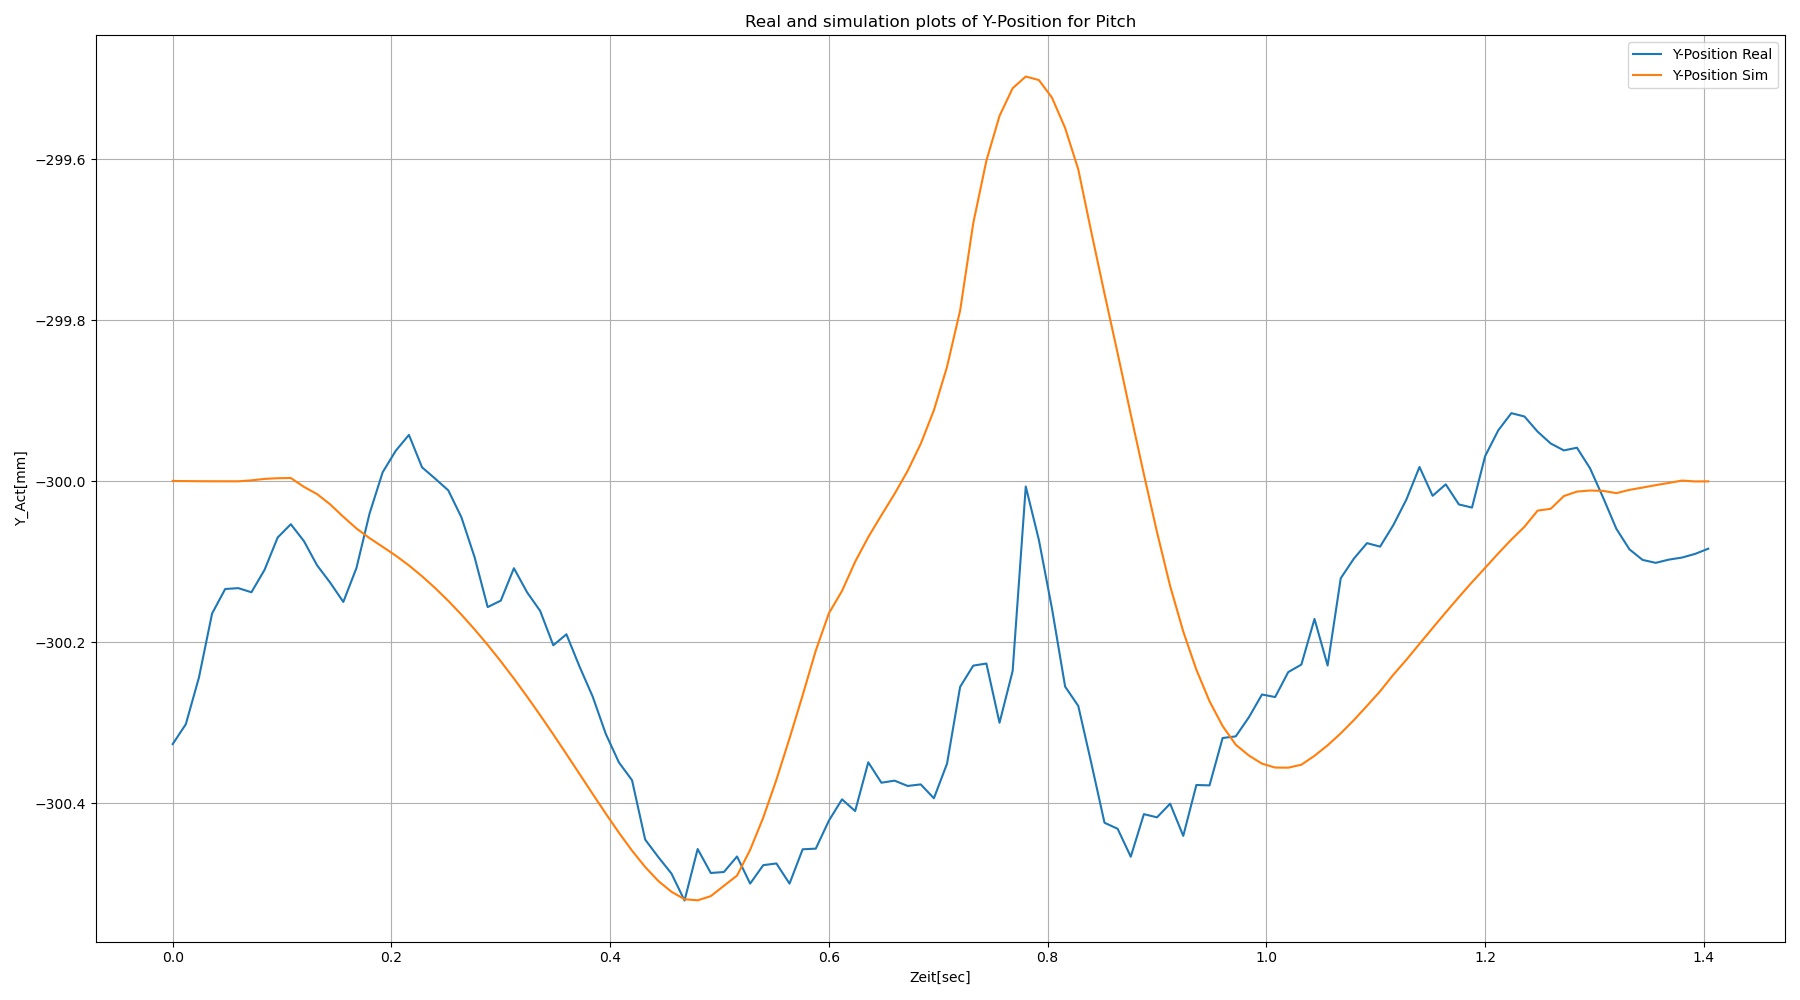 Real and simulation plots of Y-Position for Pitch
Y-Position Real
Y-Position Sim
Y_Act[mm]
−299.6
−299.8
−300.0
−300.2
−300.4
0.0
0.2
0.4
0.6
0.8
1.0
1.2
1.4
Zeit[sec]